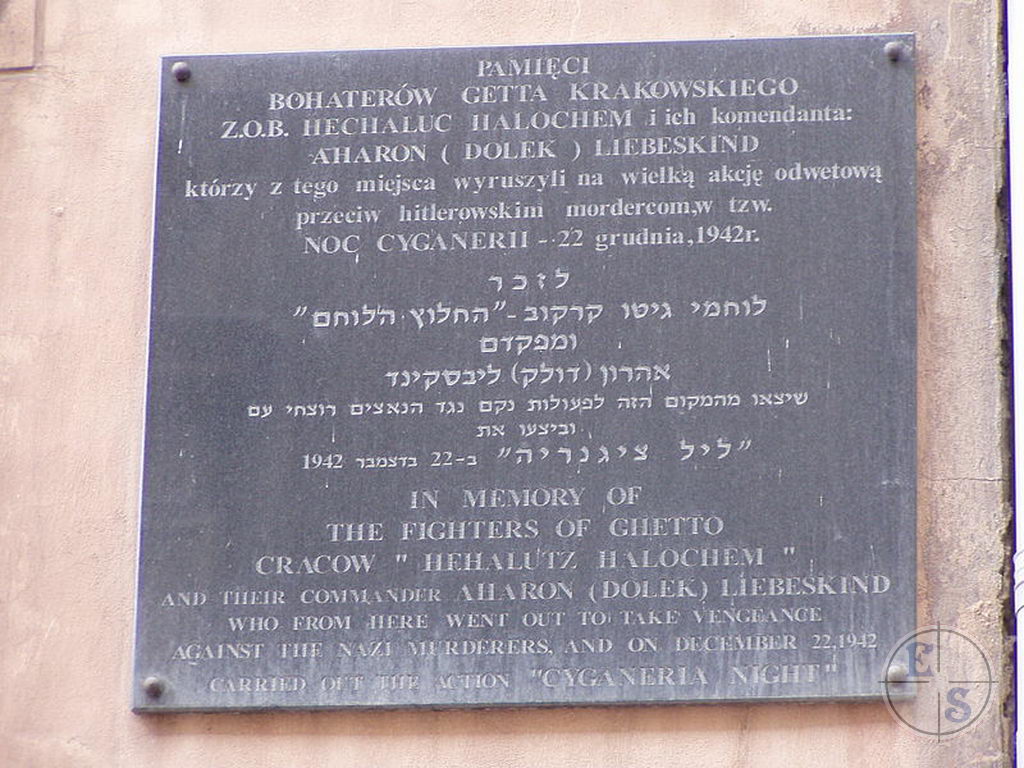 PAMIĘCI
BOHATERÓW GETTA KRAKOWSKIEGO
Z.O.B. HECHALUC HALOCHEM i ich komendanta:
AHARON ( DOLEK ) LIEBESKIND
którzy z tego miejsca wyruszyli na wielką akcję odwetową
przeciw hitlerowskim mordercom,w tzw.
NOC CYGANERII - 22 grudnia,1942r.
לזכר
לוחמי גיטו קרקוב-"החלוץ הלוחם"
ומפקדם
אהרון (דולק) ליבסקינד
שיצאו מהמקום הזה לפעולות נקם נגד הנאצים רוצחי עם
וביצעו את
"ליל ציגנריה" ב-22 בדצמבר 1942
IN MEMORY OF
THE FIGHTERS OF GHETTO
CRACOW " HEHALUTZ HALOCHEM "
AND THEIR COMMANDER AHARON (DOLEK) LIEBESKIND
WHO FROM HERE WENT OUT TO TAKE VENGEANCE
AGAINST THE NAZI MURDERERS, AND ON DECEMBER 22,1942
CARRIED OUT THE ACTION "CYGANERIA NIGHT"
E
S